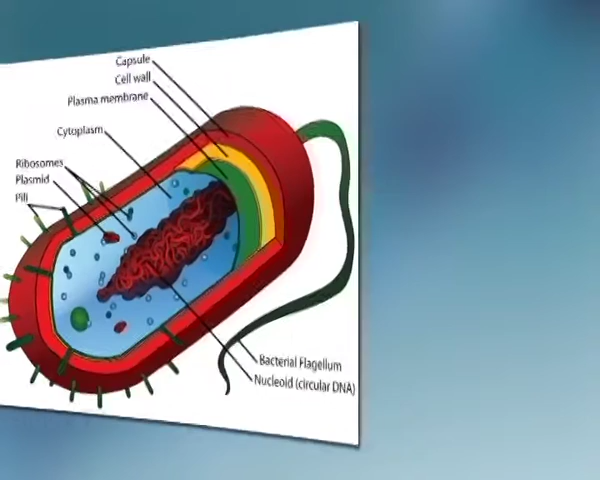 Capsule
Cell wall
Plasma membrane
Cytoplasm
Ribosomes
Plasmid
Pili
Bacterial Flagellum
Nucleoid (circular DNA)